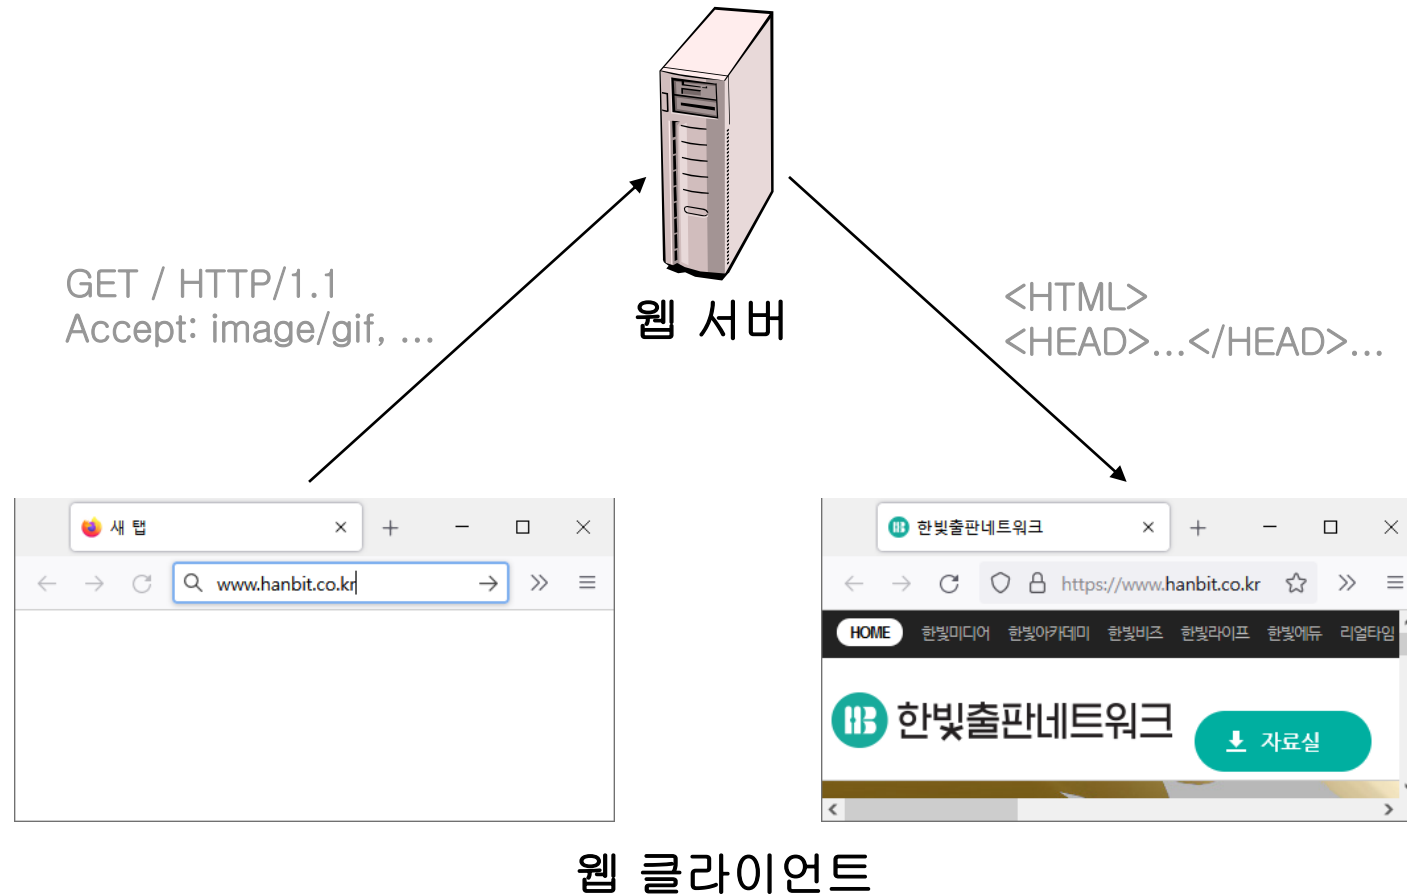 GET / HTTP/1.1
Accept: image/gif, ...
웹 서버
<HTML>
<HEAD>...</HEAD>...
새 탭
www.hanbit.co.kr
한빛출판네트워크
https://www.hanbit.co.kr
HOME 한빛미디어 한빛아카데미 한빛비즈 한빛라이프 한빛에듀 리얼타임
HB 한빛출판네트워크
자료실
웹 클라이언트